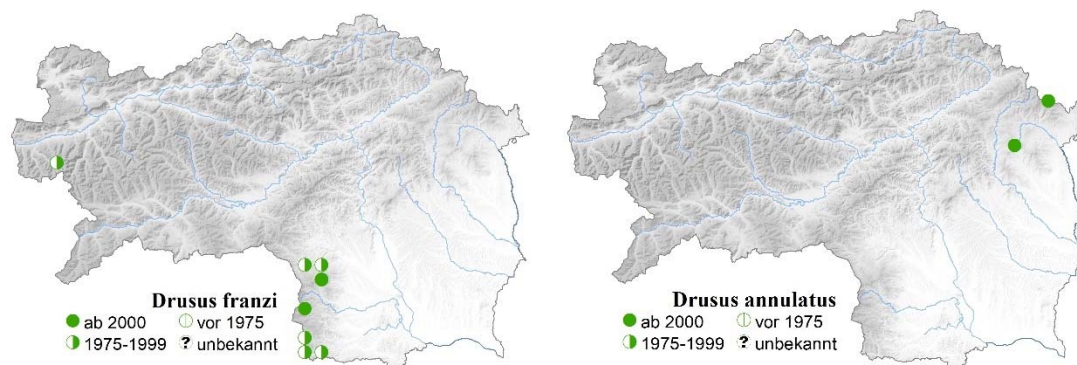 Drusus franzi
ab 2000 vor 1975
1975-1999 ? unbekannt
Drusus annulatus
ab 2000 vor 1975
1975-1999 ? unbekannt